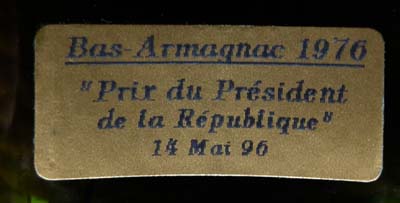 Bas-Armagnac 1976
"Prix du Président
de la République"
14 Mai 96